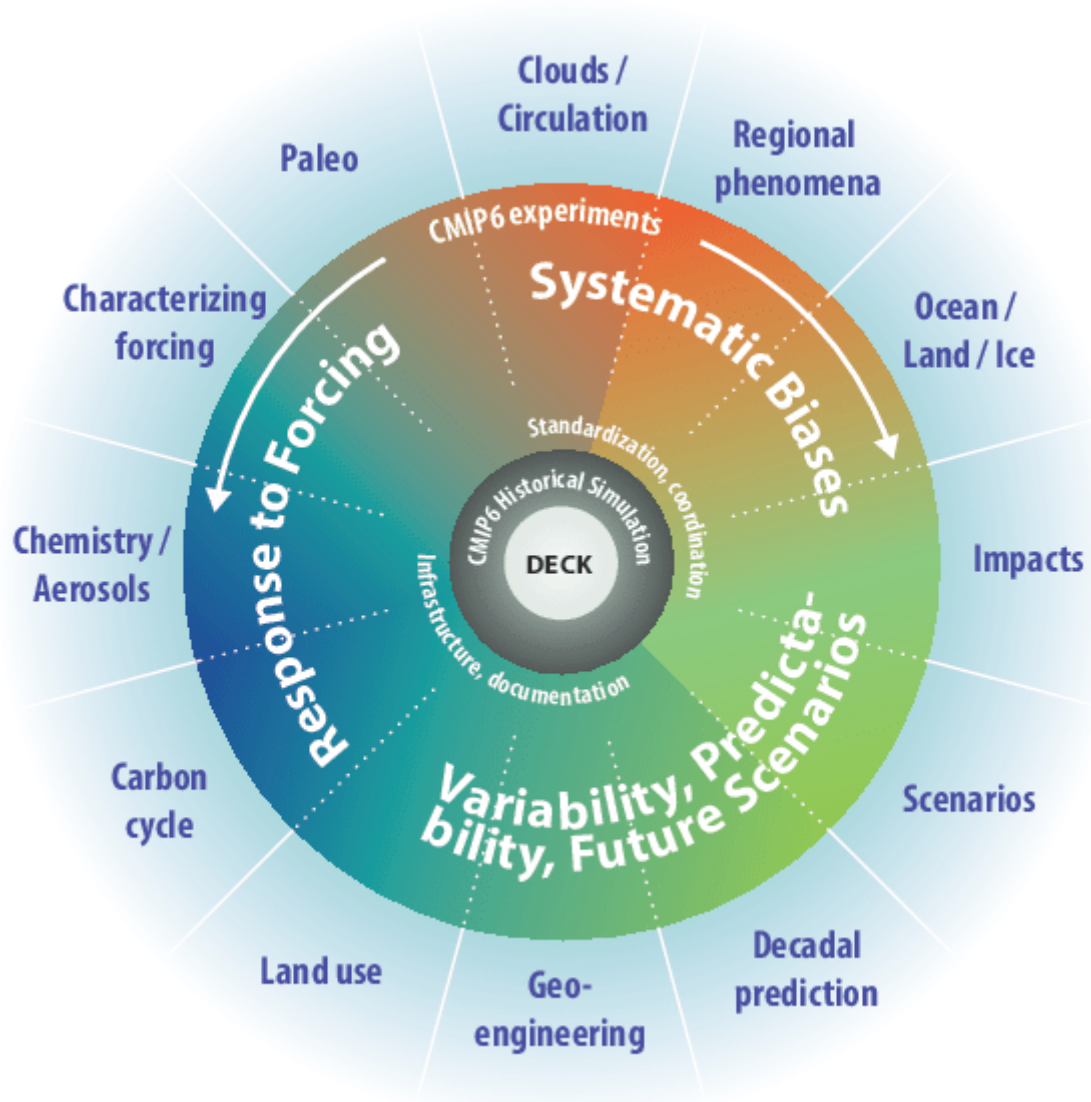 Clouds /
Circulation
Regional
phenomena
Paleo
Ocean /
Land / Ice
Characterizing
forcing
Impacts
Chemistry /
Aerosols
Scenarios
Carbon
cycle
Decadal
prediction
Land use
Geo-
engineering
CMIP6 experiments
Systematic Biases
Response to Forcing
Variability, Predicta-
bility, Future Scenarios
Standardization, coordination
Infrastructure, documentation
CMIP6 Historical Simulation
DECK